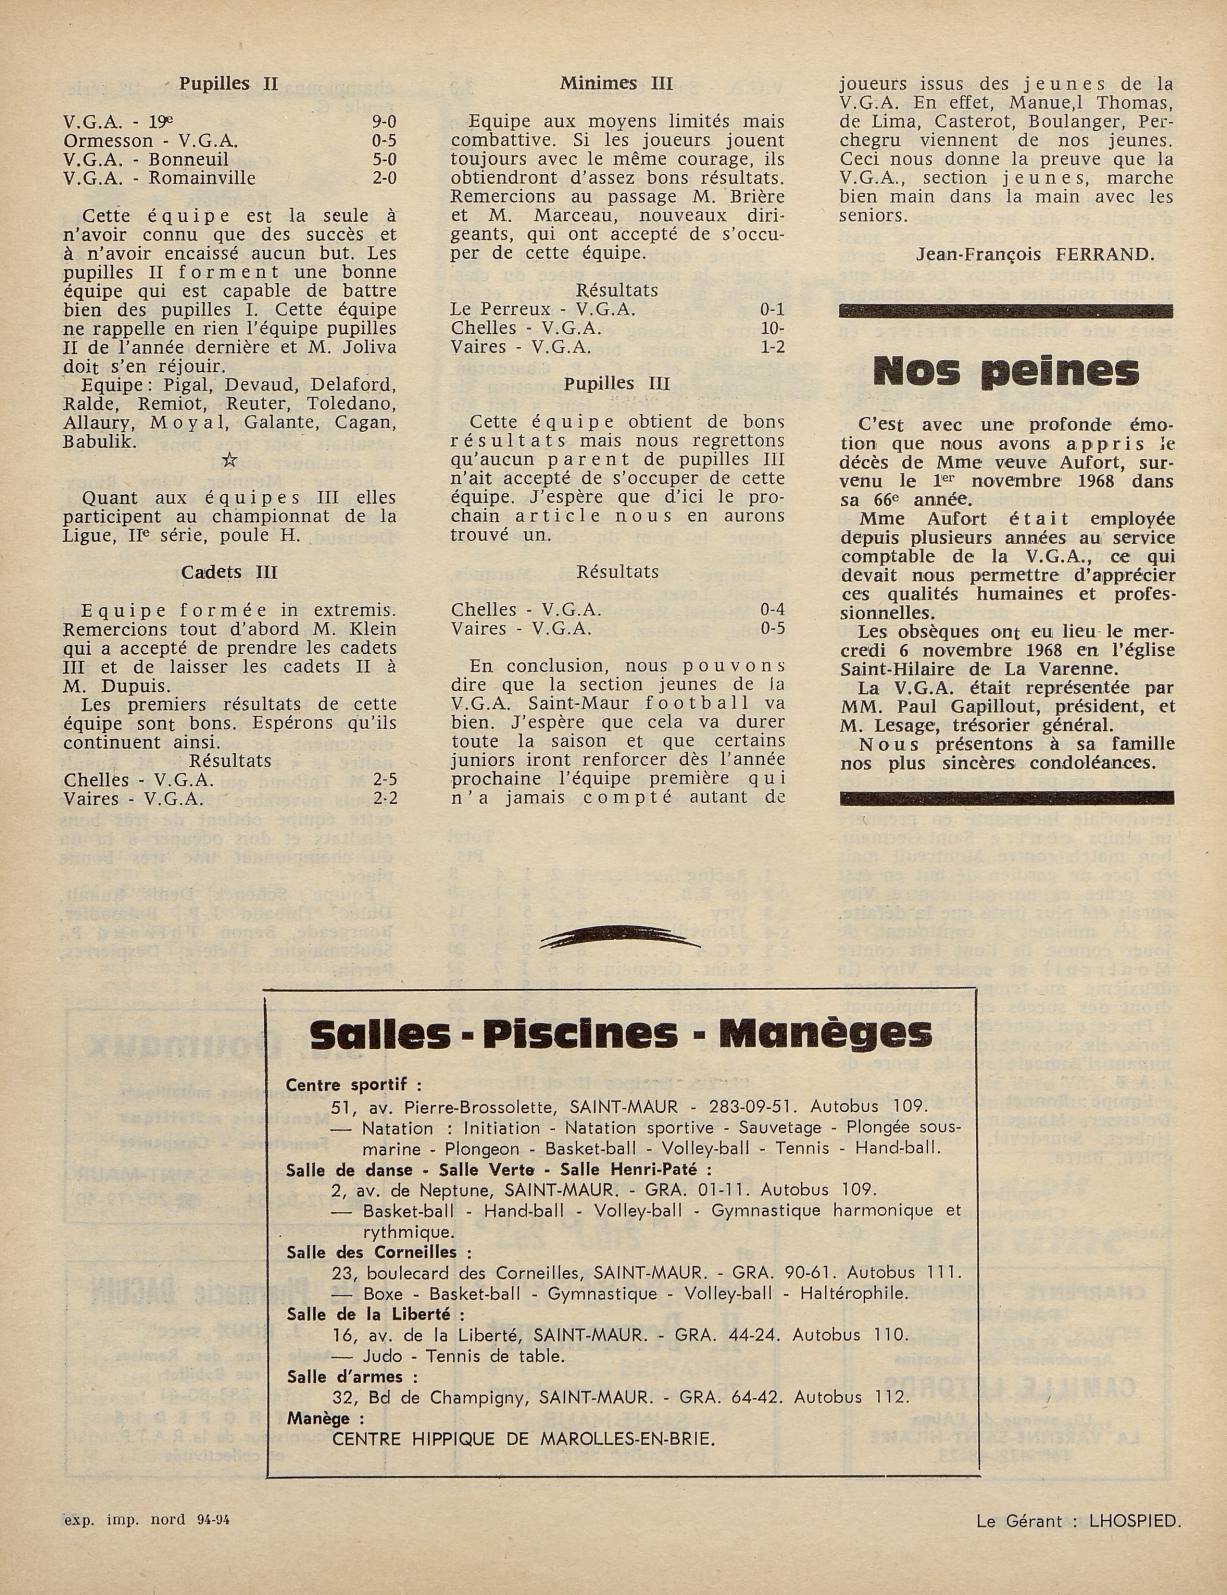 Pupilles II
V.G.A. - 19e 9-0
Ormesson - V.G.A. 0-5
V.G.A. - Bonneuil 5-0
V.G.A. - Romainville 2-0
Cette équipe est la seule à
n'avoir connu que des succès et
à n'avoir encaissé aucun but. Les
pupilles II forment une bonne
équipe qui est capable de battre
bien des pupilles I. Cette équipe
ne rappelle en rien l'équipe pupilles
II de l'année dernière et M. Joliva
doit s'en réjouir.
Equipe : Pigal, Devaud, Delaford,
Ralde, Remiot, Reuter, Toledano,
Allaury, Moyal, Galante, Cagan,
Babulik.
☆
Quant aux équipes III elles
participent au championnat de la
Ligue, IIe série, poule H.
Cadets III
Equipe formée in extremis.
Remercions tout d'abord M. Klein
qui a accepté de prendre les cadets
III et de laisser les cadets II à
M. Dupuis.
Les premiers résultats de cette
équipe sont bons. Espérons qu'ils
continuent ainsi.
Résultats
Chelles - V.G.A. 2-5
Vaires - V.G.A. 2-2
Minimes III
Equipe aux moyens limités mais
combattive. Si les joueurs jouent
toujours avec le même courage, ils
obtiendront d'assez bons résultats.
Remercions au passage M. Brière
et M. Marceau, nouveaux diri-
geants, qui ont accepté de s'occu-
per de cette équipe.
Résultats
Le Perreux - V.G.A. 0-1
Chelles - V.G.A. 10-
Vaires - V.G.A. 1-2
Pupilles III
Cette équipe obtient de bons
résultats mais nous regrettons
qu'aucun parent de pupilles III
n'ait accepté de s'occuper de cette
équipe. J'espère que d'ici le pro-
chain article nous en aurons
trouvé un.
Résultats
Chelles - V.G.A. 0-4
Vaires - V.G.A. 0-5
En conclusion, nous pouvons
dire que la section jeunes de la
V.G.A. Saint-Maur football va
bien. J'espère que cela va durer
toute la saison et que certains
juniors iront renforcer dès l'année
prochaine l'équipe première qui
n'a jamais compté autant de
joueurs issus des jeunes de la
V.G.A. En effet, Manue,l Thomas,
de Lima, Casterot, Boulanger, Per-
chegru viennent de nos jeunes.
Ceci nous donne la preuve que la
V.G.A., section jeunes, marche
bien main dans la main avec les
seniors.
Jean-François FERRAND.
Nos peines
C'est avec une profonde émo-
tion que nous avons appris le
décès de Mme veuve Aufort, sur-
venu le 1er novembre 1968 dans
sa 66e année.
Mme Aufort était employée
depuis plusieurs années au service
comptable de la V.G.A., ce qui
devait nous permettre d'apprécier
ces qualités humaines et profes-
sionnelles.
Les obsèques ont eu lieu le mer-
credi 6 novembre 1968 en l'église
Saint-Hilaire de La Varenne.
La V.G.A. était représentée par
MM. Paul Gapillout, président, et
M. Lesage, trésorier général.
Nous présentons à sa famille
nos plus sincères condoléances.
Salles - Piscines - Manèges
Centre sportif :
51, av. Pierre-Brossolette, SAINT-MAUR - 283-09-51. Autobus 109.
— Natation : Initiation - Natation sportive - Sauvetage - Plongée sous-
marine - Plongeon - Basket-ball - Volley-ball - Tennis - Hand-ball.
Salle de danse - Salle Verte - Salle Henri-Paté :
2, av. de Neptune, SAINT-MAUR. - GRA. 01-11. Autobus 109.
— Basket-ball - Hand-ball - Volley-ball - Gymnastique harmonique et
rythmique.
Salle des Corneilles :
23, boulecard des Corneilles, SAINT-MAUR. - GRA. 90-61. Autobus 111.
— Boxe - Basket-ball - Gymnastique - Volley-ball - Haltérophile.
Salle de la Liberté :
16, av. de la Liberté, SAINT-MAUR. - GRA. 44-24. Autobus 110.
— Judo - Tennis de table.
Salle d'armes :
32, Bd de Champigny, SAINT-MAUR. - GRA. 64-42. Autobus 112.
Manège :
CENTRE HIPPIQUE DE MAROLLES-EN-BRIE.
exp. imp. nord 94-94
Le Gérant : LHOSPIED.